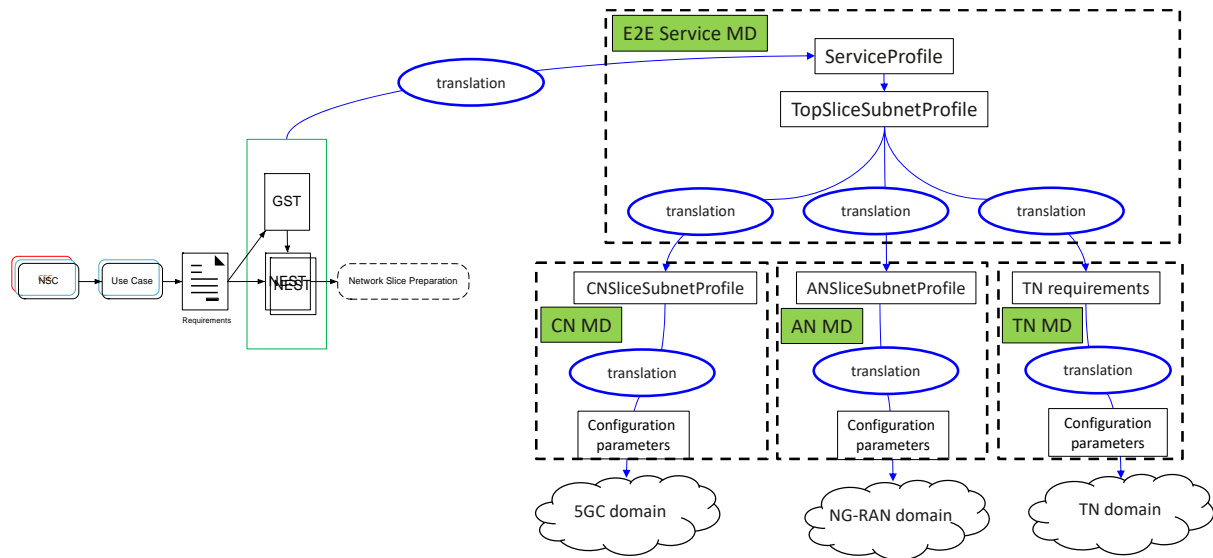 E2E Service MD
ServiceProfile
translation
TopSliceSubnetProfile
GST
translation
translation
translation
NSC
Use Case
Requirements
NEST
NEST
Network Slice Preparation
CNSliceSubnetProfile
ANSliceSubnetProfile
TN requirements
CN MD
AN MD
TN MD
translation
translation
translation
Configuration
parameters
Configuration
parameters
Configuration
parameters
5GC domain
NG-RAN domain
TN domain